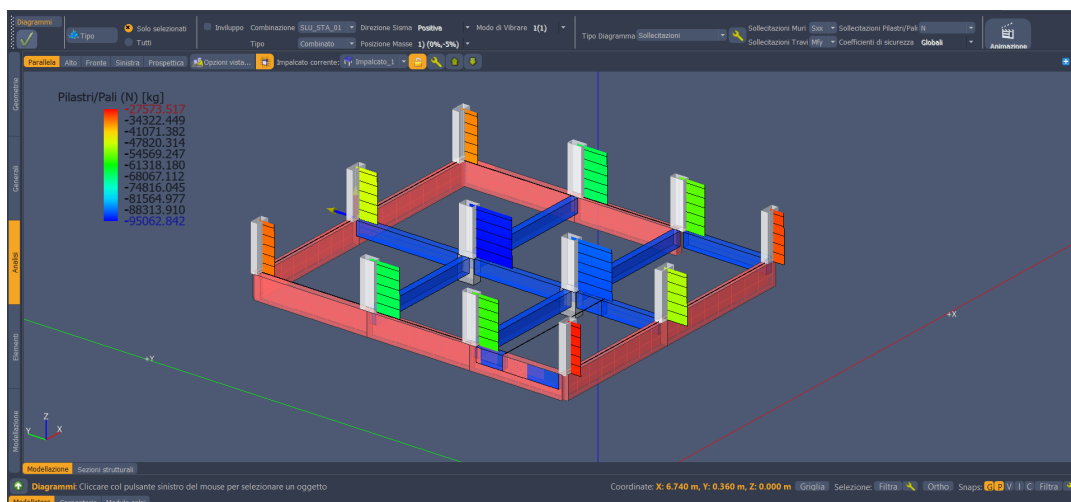 Diagrammi
Tipo
Solo selezionati
Tutti
Inviluppo Combinazione SLU_STA_01 Direzione Sisma Positiva Modo di Vibrare 1(1)
Tipo Combinato Posizione Masse 1) (0%,-5%)
Tipo Diagramma Sollecitazioni
Sollecitazioni Muri Sxx Sollecitazioni Pilastri/Pali N
Sollecitazioni Travi Mfy Coefficienti di sicurezza Globali
Animazione
Parallela Alto Fronte Sinistra Prospettica Opzioni vista... Impalcato corrente: Impalcato_1
Geometrie
Generali
Analisi
Elementi
Modellazione
Pilastri/Pali (N) [kg]
-27573.517
-34322.449
-41071.382
-47820.314
-54569.247
-61318.180
-68067.112
-74816.045
-81564.977
-88313.910
-95062.842
+X
+Y
Z
Y
X
Modellazione Sezioni strutturali
Diagrammi: Cliccare col pulsante sinistro del mouse per selezionare un oggetto
Coordinate: X: 6.740 m, Y: 0.360 m, Z: 0.000 m Griglia Selezione: Filtra Ortho Snaps: G P V I C Filtra